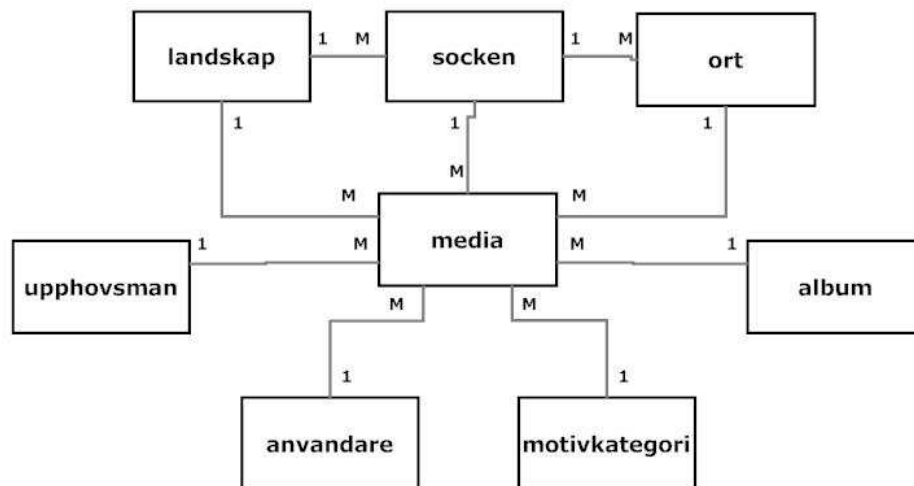 1 M 1 M
landskap socken ort
1 1 1
M
M M
media
1 M M 1
upphovsman album
M M
1 1
anvandare motivkategori